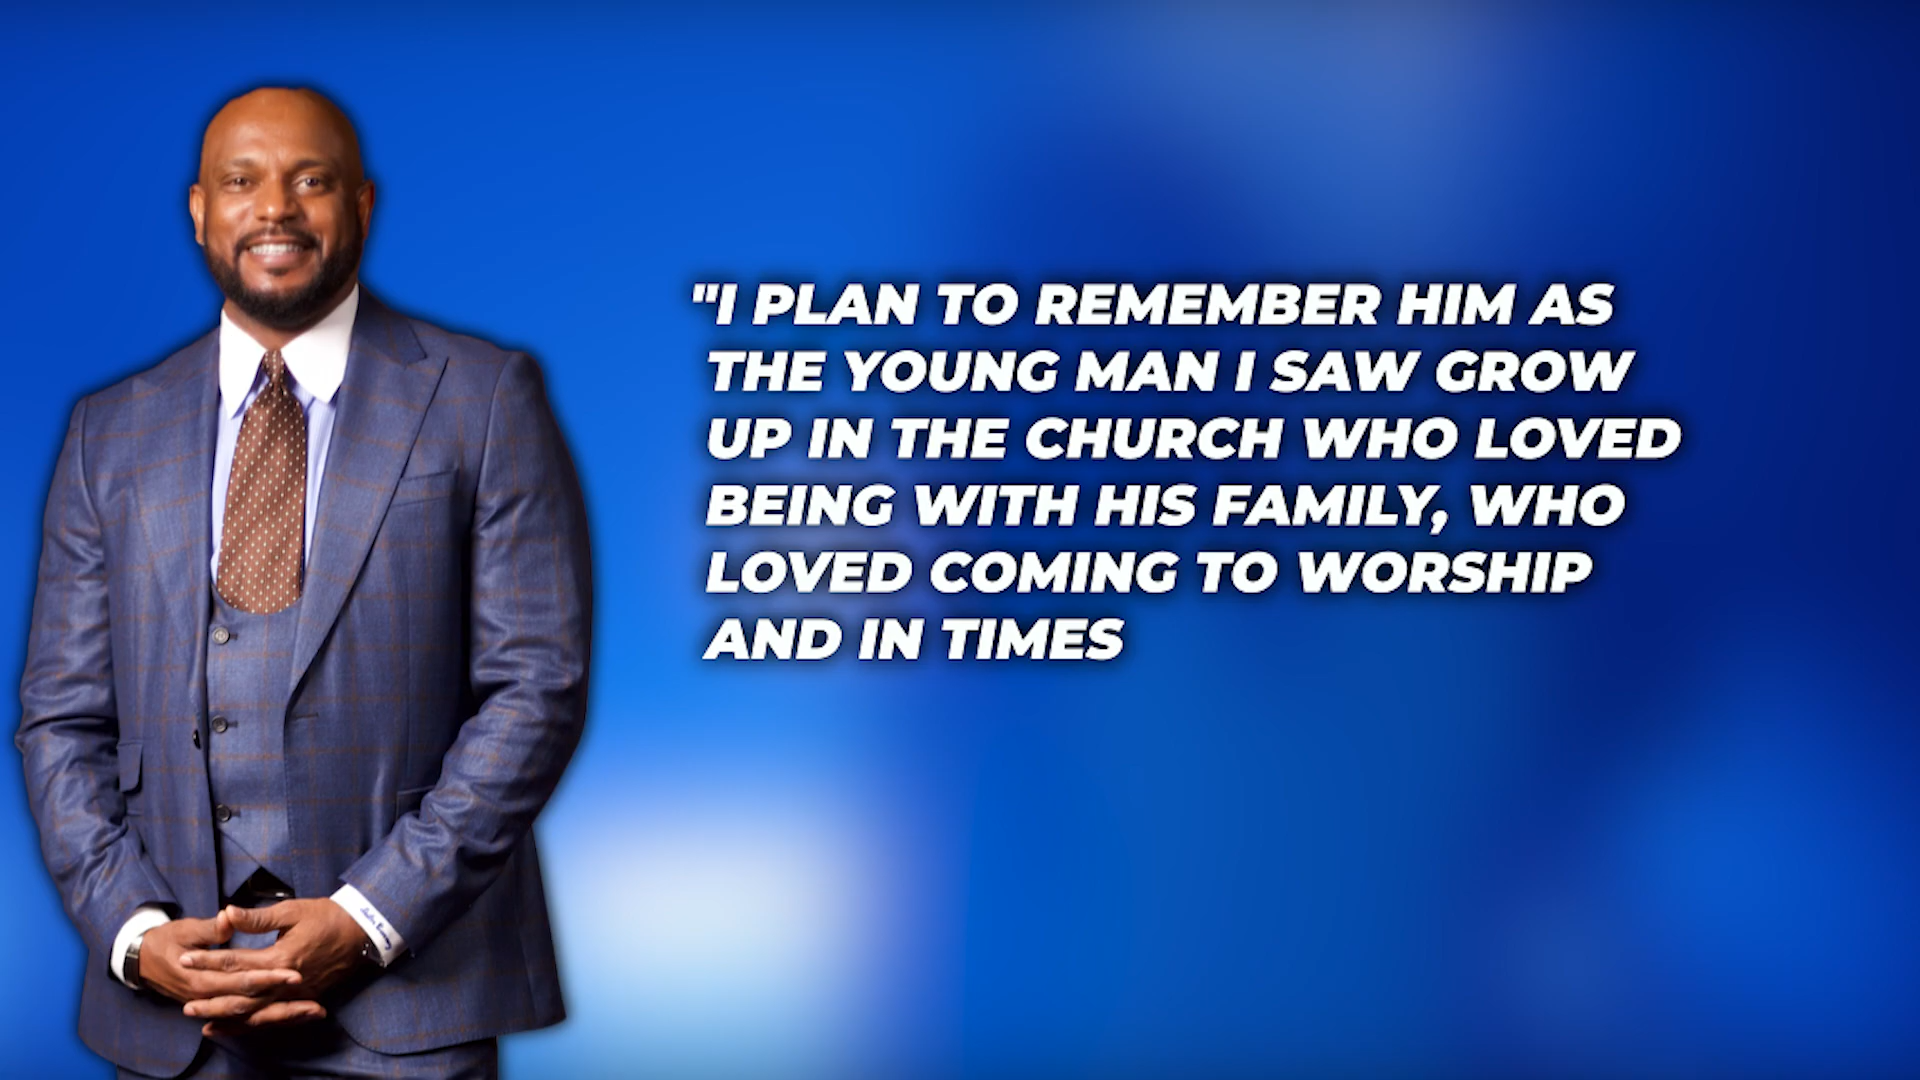 "I PLAN TO REMEMBER HIM AS
THE YOUNG MAN I SAW GROW
UP IN THE CHURCH WHO LOVED
BEING WITH HIS FAMILY, WHO
LOVED COMING TO WORSHIP
AND IN TIMES